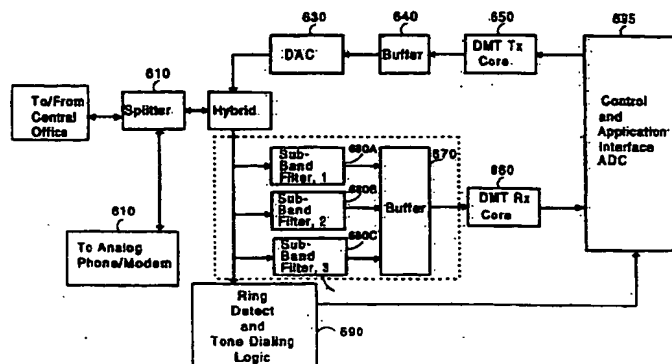 630
640
650
695
DAC
Buffer
DMT Tx
Core.
610
To/From
Central
Office
Splitter
Hybrid
Control
and
Application
Interface
ADC
Sub-
Band
Filter, 1
680A
670
Sub-
Band
Filter, 2
680B
Buffer
660
DMT Rx
Core
Sub-
Band
Filter, 3
680C
610
To Analog
Phone/Modem
Ring
Detect
and
Tone Dialing
Logic
690